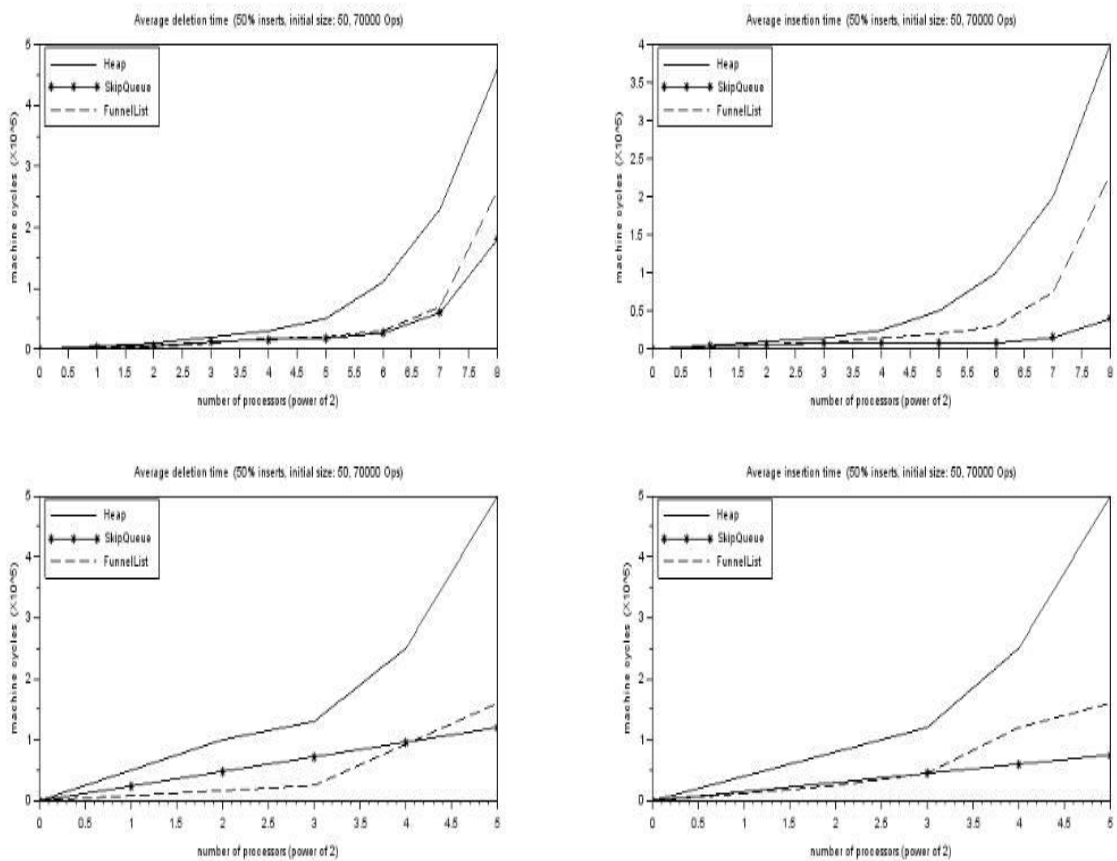 Average deletion time (50% inserts, initial size: 50, 70000 Ops)
5
4
3
2
1
0
machine cycles (X10^5)
Heap
SkipQueue
FunnelList
0 0.5 1 1.5 2 2.5 3 3.5 4 4.5 5 5.5 6 6.5 7 7.5 8
number of processors (power of 2)
Average insertion time (50% inserts, initial size: 50, 70000 Ops)
4
3.5
3
2.5
2
1.5
1
0.5
0
machine cycles (X10^5)
Heap
SkipQueue
FunnelList
0 0.5 1 1.5 2 2.5 3 3.5 4 4.5 5 5.5 6 6.5 7 7.5 8
number of processors (power of 2)
Average deletion time (50% inserts, initial size: 50, 70000 Ops)
5
4
3
2
1
0
machine cycles (X10^5)
Heap
SkipQueue
FunnelList
0 0.5 1 1.5 2 2.5 3 3.5 4 4.5 5
number of processors (power of 2)
Average insertion time (50% inserts, initial size: 50, 70000 Ops)
5
4
3
2
1
0
machine cycles (X10^5)
Heap
SkipQueue
FunnelList
0 0.5 1 1.5 2 2.5 3 3.5 4 4.5 5
number of processors (power of 2)